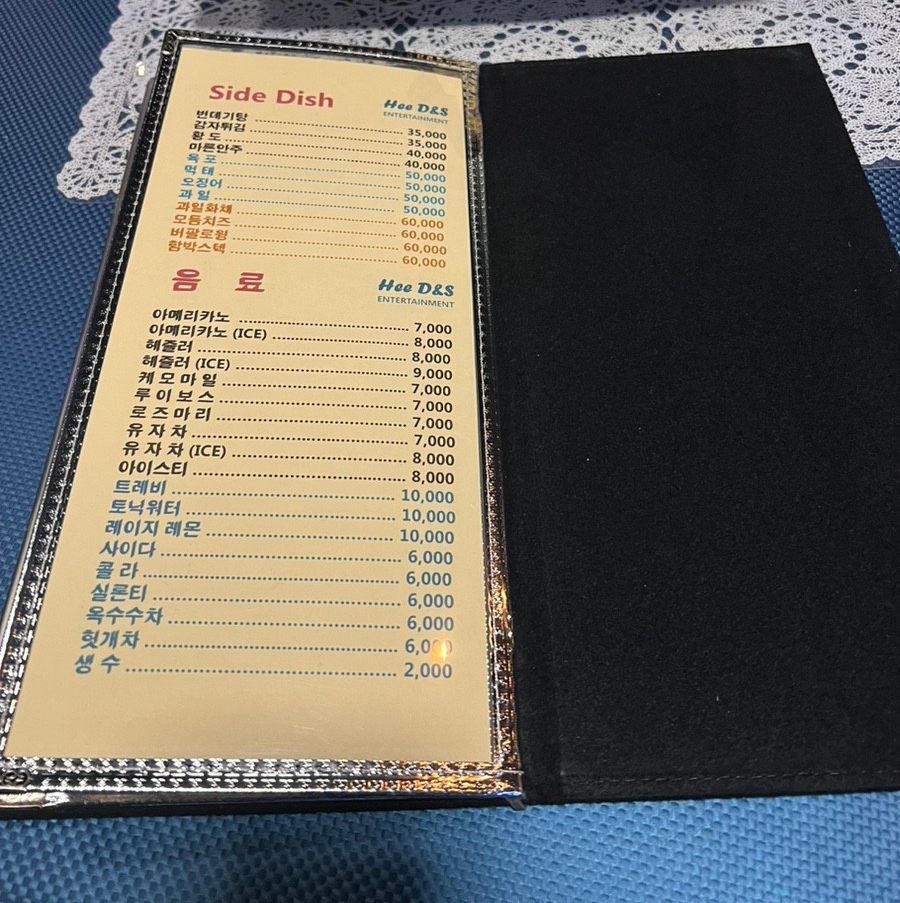 Side Dish
Hee D&S
ENTERTAINMENT
번데기탕 35,000
감자튀김 35,000
황 도 40,000
마른안주 40,000
육 포 50,000
먹 태 50,000
오징어 50,000
과 일 50,000
과일화채 60,000
모듬치즈 60,000
버팔로윙 60,000
함박스텍 60,000
음 료
Hee D&S
ENTERTAINMENT
아메리카노 7,000
아메리카노 (ICE) 8,000
헤즐러 8,000
헤즐러 (ICE) 9,000
케 모 마 일 7,000
루 이 보 스 7,000
로 즈 마 리 7,000
유 자 차 7,000
유 자 차 (ICE) 8,000
아이스티 8,000
트레비 10,000
토닉워터 10,000
레이지 레몬 10,000
사이다 6,000
콜 라 6,000
실론티 6,000
옥수수차 6,000
헛개차 6,000
생 수 2,000